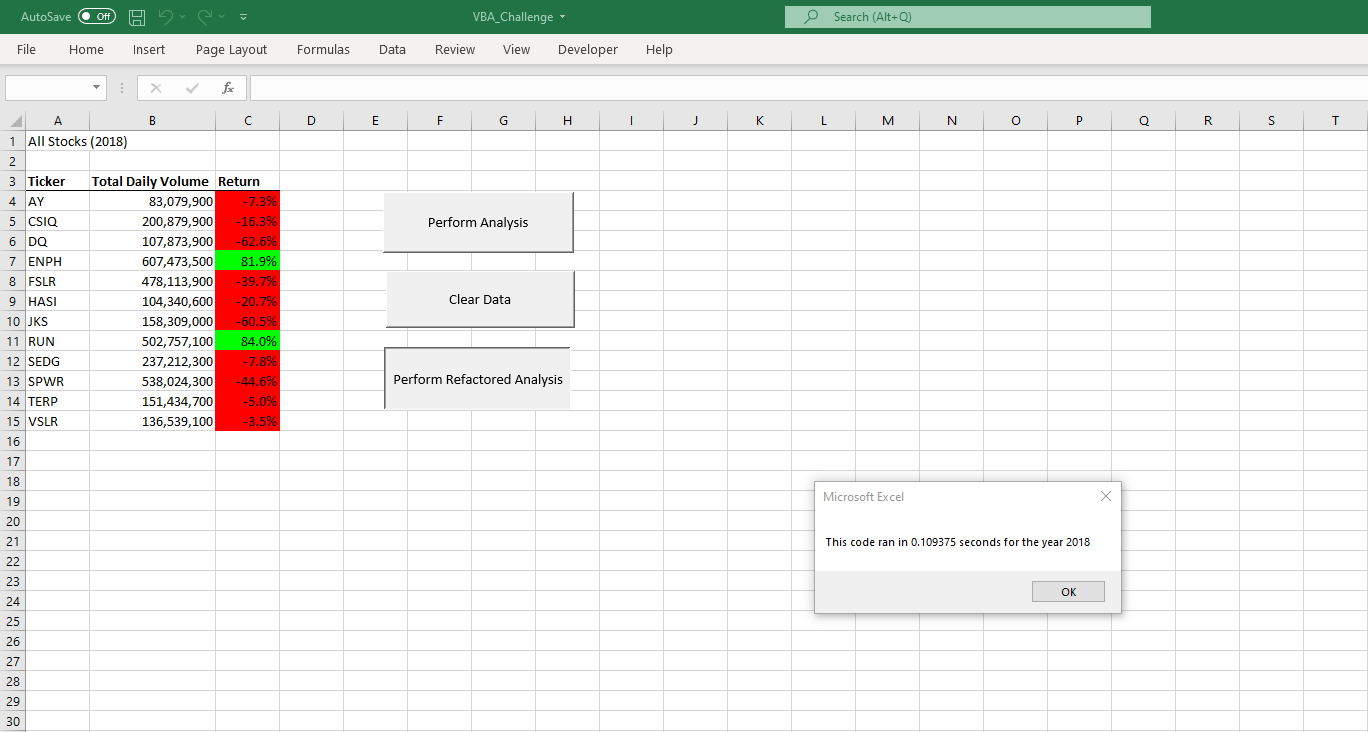 AutoSave Off VBA_Challenge Search (Alt+Q)
File Home Insert Page Layout Formulas Data Review View Developer Help
fx
A B C D E F G H I J K L M N O P Q R S T
1 All Stocks (2018)
2
3 Ticker Total Daily Volume Return
4 AY 83,079,900 -7.3%
5 CSIQ 200,879,900 -16.3%
6 DQ 107,873,900 -62.6%
7 ENPH 607,473,500 81.9%
8 FSLR 478,113,900 -39.7%
9 HASI 104,340,600 -20.7%
10 JKS 158,309,000 -60.5%
11 RUN 502,757,100 84.0%
12 SEDG 237,212,300 -7.8%
13 SPWR 538,024,300 -44.6%
14 TERP 151,434,700 -5.0%
15 VSLR 136,539,100 -3.5%
16
17
18
19
20
21
22
23
24
25
26
27
28
29
30
Perform Analysis
Clear Data
Perform Refactored Analysis
Microsoft Excel
This code ran in 0.109375 seconds for the year 2018
OK